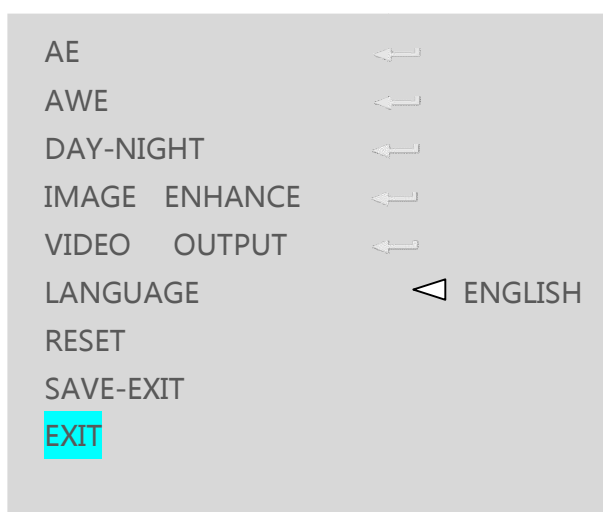 AE
AWE
DAY-NIGHT
IMAGE ENHANCE
VIDEO OUTPUT
LANGUAGE ENGLISH
RESET
SAVE-EXIT
EXIT